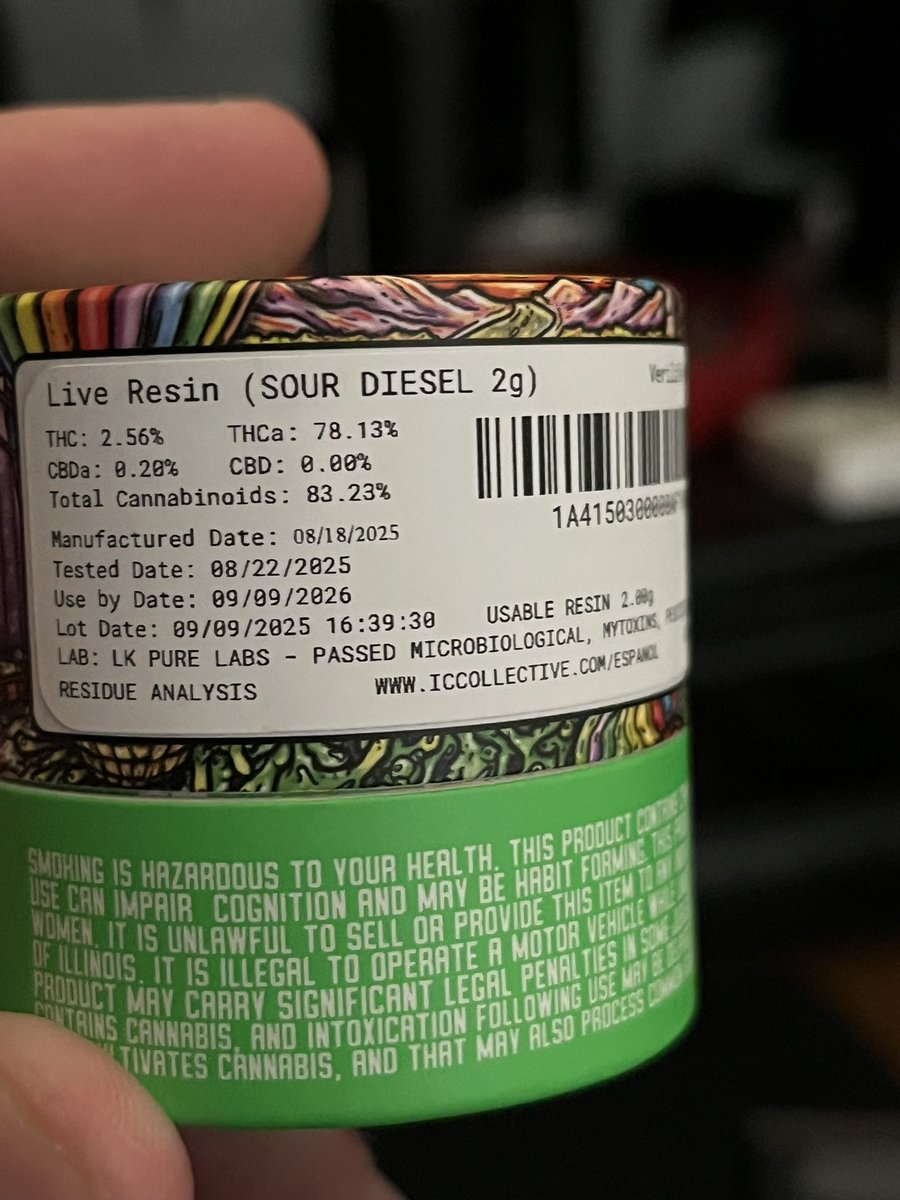 Live Resin (SOUR DIESEL 2g)
THC: 2.56% THCa: 78.13%
CBDa: 0.20% CBD: 0.00%
Total Cannabinoids: 83.23%
1A4150300000
Manufactured Date: 08/18/2025
Tested Date: 08/22/2025
Use by Date: 09/09/2026
Lot Date: 09/09/2025 16:39:30 USABLE RESIN 2.00g
LAB: LK PURE LABS - PASSED MICROBIOLOGICAL, MYTOXINS,
RESIDUE ANALYSIS WWW.ICCOLLECTIVE.COM/ESPANOL
SMOKING IS HAZARDOUS TO YOUR HEALTH. THIS PRODUCT CONTAINS
USE CAN IMPAIR COGNITION AND MAY BE HABIT FORMING. THIS
WOMEN. IT IS UNLAWFUL TO SELL OR PROVIDE THIS ITEM TO
OF ILLINOIS. IT IS ILLEGAL TO OPERATE A MOTOR VEHICLE WHILE
PRODUCT MAY CARRY SIGNIFICANT LEGAL PENALTIES IN SOME
CONTAINS CANNABIS, AND INTOXICATION FOLLOWING USE MAY BE
CANNABIS, AND THAT MAY ALSO PROCESS